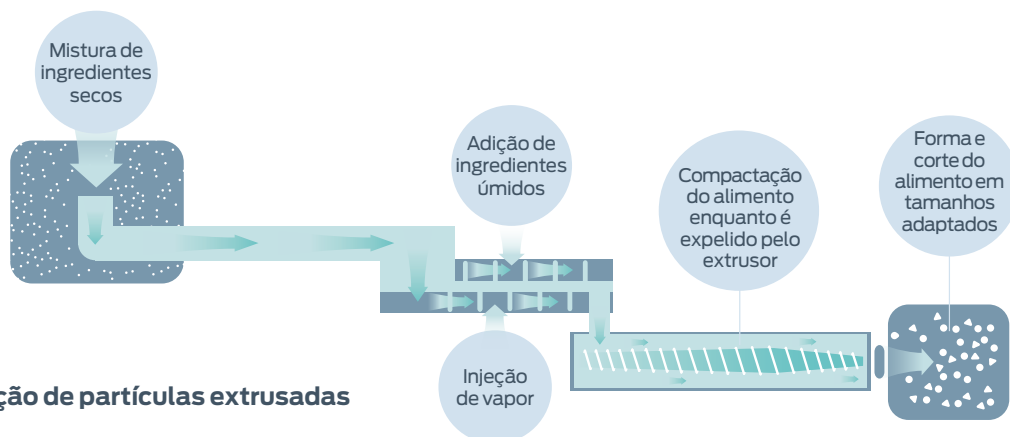 Mistura de
ingredientes
secos
Adição de
ingredientes
úmidos
Injeção
de vapor
Compactação
do alimento
enquanto é
expelido pelo
extrusor
Forma e
corte do
alimento em
tamanhos
adaptados
ção de partículas extrusadas